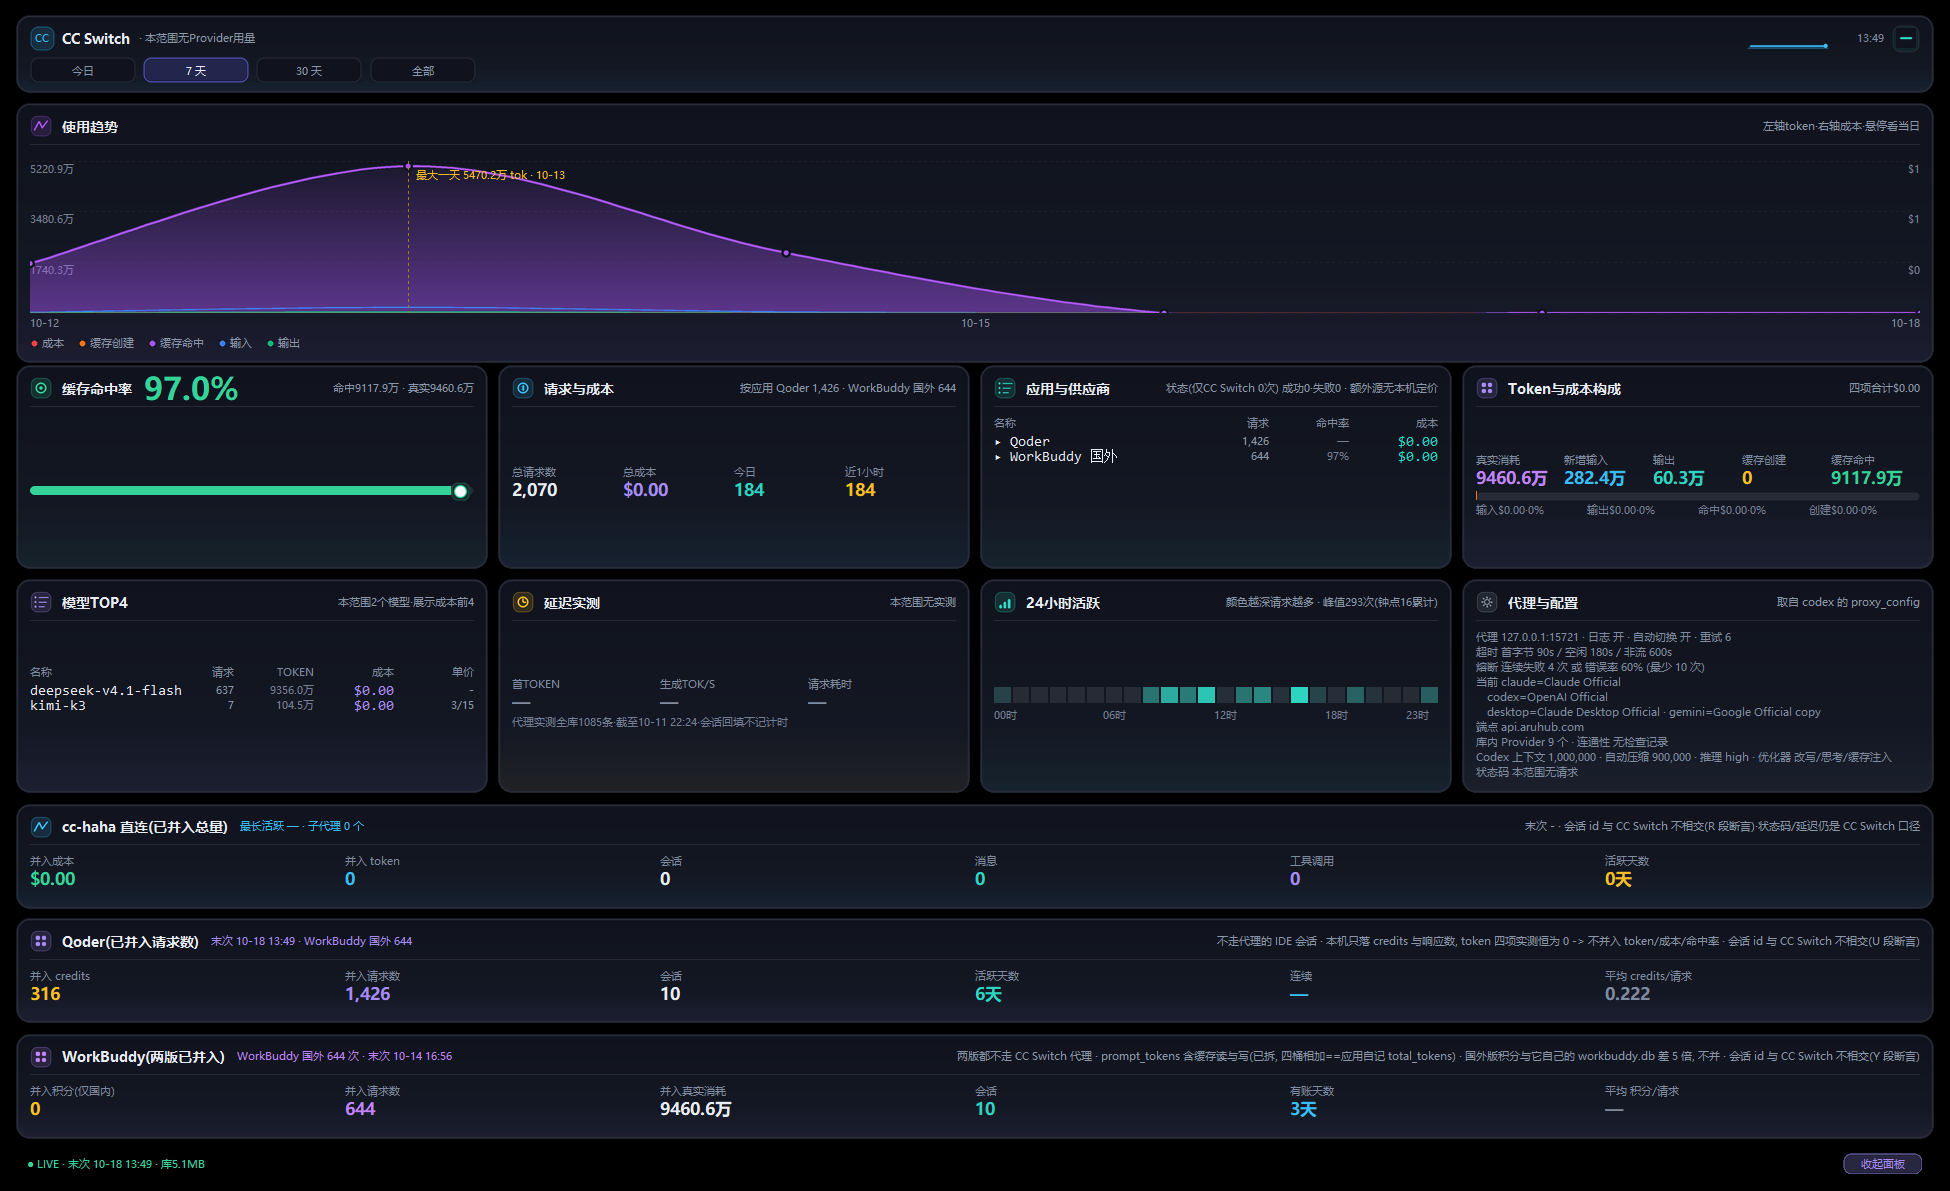 CC CC Switch · 本范围无Provider用量 13:49
今日 7 天 30 天 全部
使用趋势 左轴token·右轴成本·悬停看当日
5220.9万 $1
最大一天 5470.2万 tok · 10-13
3480.6万 $1
1740.3万 $0
10-12 10-15 10-18
成本 缓存创建 缓存命中 输入 输出
缓存命中率 97.0% 命中9117.9万 · 真实9460.6万
请求与成本 按应用 Qoder 1,426 · WorkBuddy 国外 644
总请求数 总成本 今日 近1小时
2,070 $0.00 184 184
应用与供应商 状态(仅CC Switch 0次) 成功0·失败0 · 额外源无本机定价
名称 请求 命中率 成本
▸ Qoder 1,426 — $0.00
▸ WorkBuddy 国外 644 97% $0.00
Token与成本构成 四项合计$0.00
真实消耗 新增输入 输出 缓存创建 缓存命中
9460.6万 282.4万 60.3万 0 9117.9万
输入$0.00·0% 输出$0.00·0% 命中$0.00·0% 创建$0.00·0%
模型TOP4 本范围2个模型·展示成本前4
名称 请求 TOKEN 成本 单价
deepseek-v4.1-flash 637 9356.0万 $0.00 -
kimi-k3 7 104.5万 $0.00 3/15
延迟实测 本范围无实测
首TOKEN 生成TOK/S 请求耗时
— — —
代理实测全库1085条·截至10-11 22:24·会话回填不记计时
24小时活跃 颜色越深请求越多 · 峰值293次(钟点16累计)
00时 06时 12时 18时 23时
代理与配置 取自 codex 的 proxy_config
代理 127.0.0.1:15721 · 日志 开 · 自动切换 开 · 重试 6
超时 首字节 90s / 空闲 180s / 非流 600s
熔断 连续失败 4 次 或 错误率 60% (最少 10 次)
当前 claude=Claude Official
codex=OpenAI Official
desktop=Claude Desktop Official · gemini=Google Official copy
端点 api.aruhub.com
库内 Provider 9 个 · 连通性 无检查记录
Codex 上下文 1,000,000 · 自动压缩 900,000 · 推理 high · 优化器 改写/思考/缓存注入
状态码 本范围无请求
cc-haha 直连(已并入总量) 最长活跃 — · 子代理 0 个 末次 - · 会话 id 与 CC Switch 不相交(R 段断言)·状态码/延迟仍是 CC Switch 口径
并入成本 并入 token 会话 消息 工具调用 活跃天数
$0.00 0 0 0 0 0天
Qoder(已并入请求数) 末次 10-18 13:49 · WorkBuddy 国外 644 不走代理的 IDE 会话 · 本机只落 credits 与响应数, token 四项实测恒为 0 -> 不并入 token/成本/命中率 · 会话 id 与 CC Switch 不相交(U 段断言)
并入 credits 并入请求数 会话 活跃天数 连续 平均 credits/请求
316 1,426 10 6天 — 0.222
WorkBuddy(两版已并入) WorkBuddy 国外 644 次 · 末次 10-14 16:56 两版都不走 CC Switch 代理 · prompt_tokens 含缓存读与写(已拆, 四桶相加==应用自记 total_tokens) · 国外版积分与它自己的 workbuddy.db 差 5 倍, 不并 · 会话 id 与 CC Switch 不相交(Y 段断言)
并入积分(仅国内) 并入请求数 并入真实消耗 会话 有账天数 平均 积分/请求
0 644 9460.6万 10 3天 —
LIVE · 末次 10-18 13:49 · 库5.1MB 收起面板